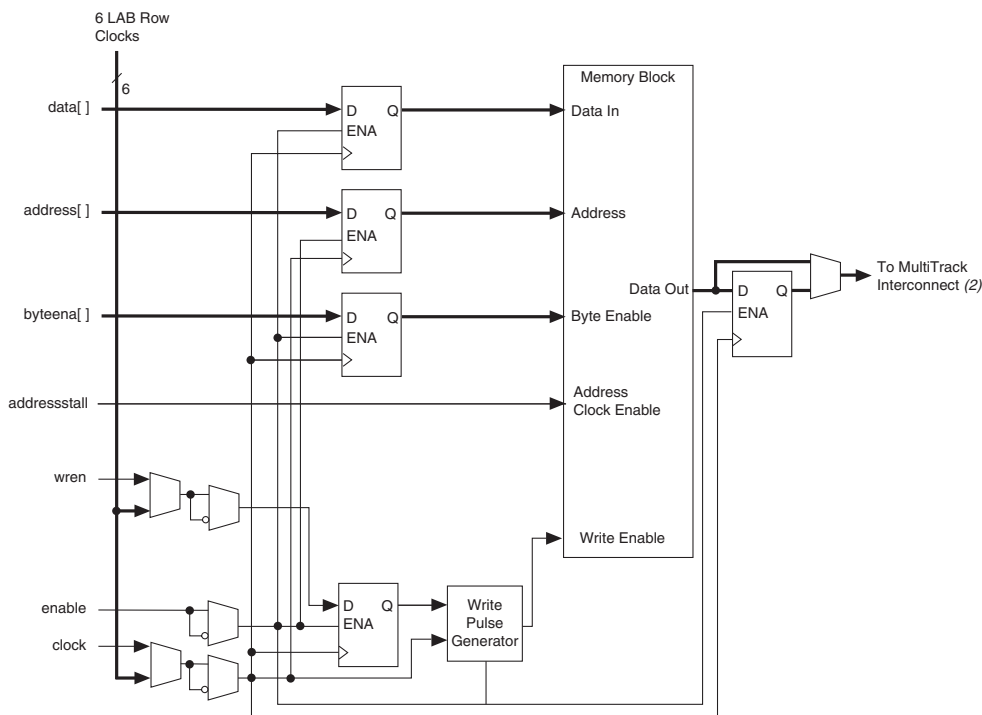 6 LAB Row
Clocks
6
data[ ]
D Q
ENA
Memory Block
Data In
address[ ]
D Q
ENA
Address
Data Out
D Q
ENA
To MultiTrack
Interconnect (2)
byteena[ ]
D Q
ENA
Byte Enable
addressstall
Address
Clock Enable
wren
Write Enable
enable
D Q
ENA
Write
Pulse
Generator
clock